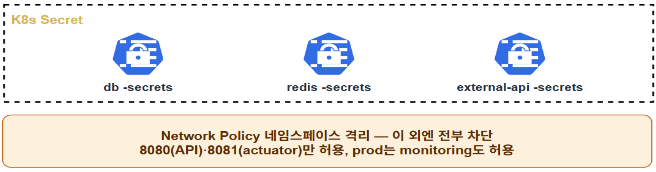 K8s Secret
db -secrets
redis -secrets
external-api -secrets
Network Policy 네임스페이스 격리 — 이 외엔 전부 차단
8080(API)·8081(actuator)만 허용, prod는 monitoring도 허용